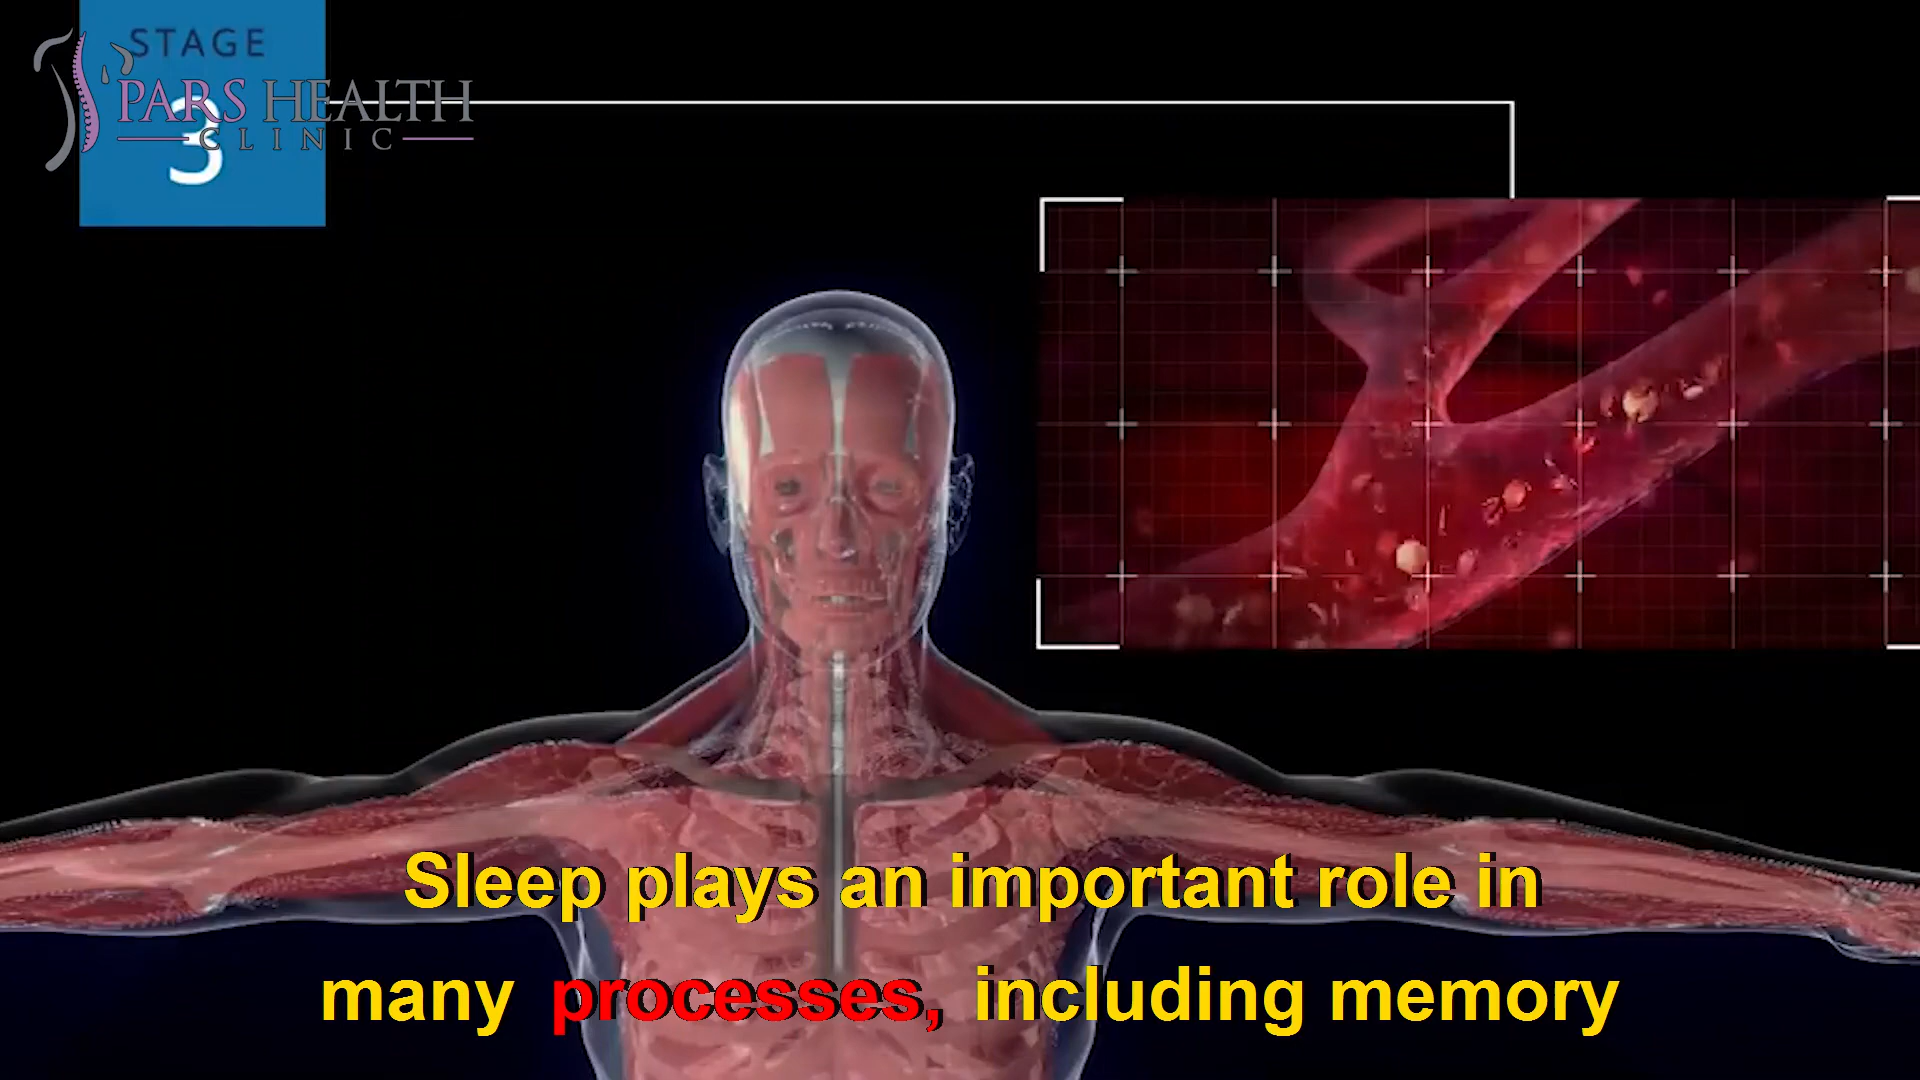 STAGE
3
PARS HEALTH
CLINIC
Sleep plays an important role in
many processes, including memory